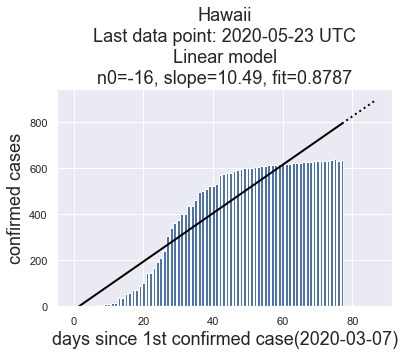 Hawaii
Last data point: 2020-05-23 UTC
Linear model
n0=-16, slope=10.49, fit=0.8787
confirmed cases
800
600
400
200
0
0 20 40 60 80
days since 1st confirmed case(2020-03-07)